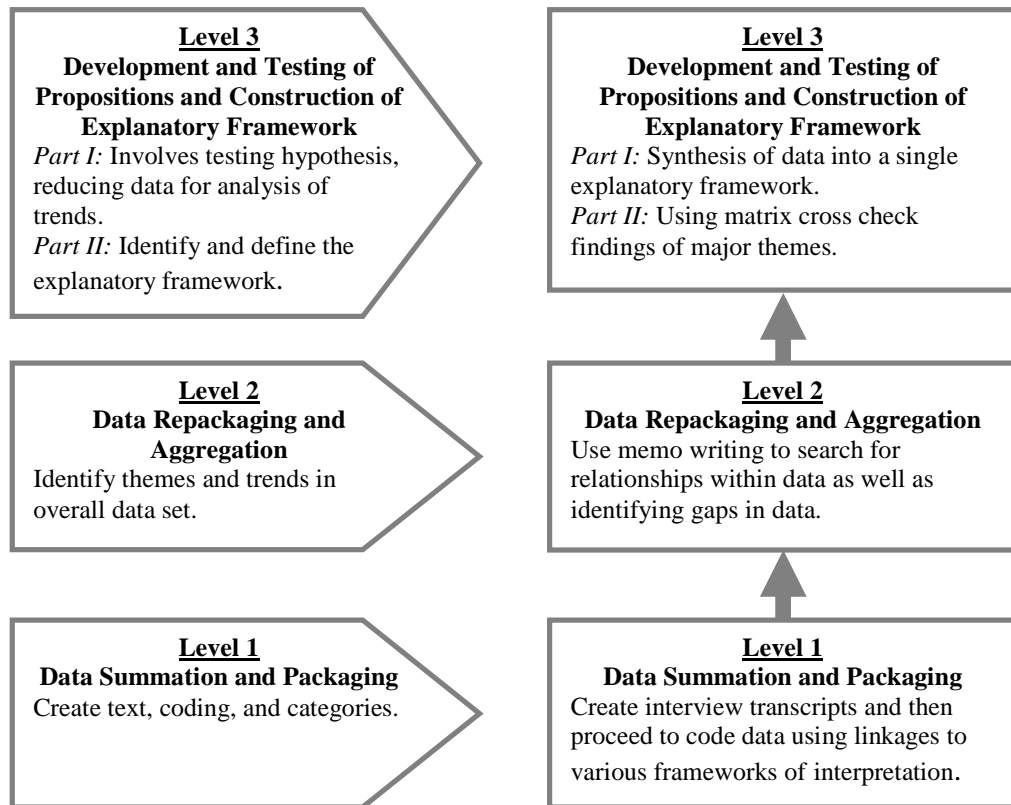 Level 3
Development and Testing of
Propositions and Construction of
Explanatory Framework
Part I: Involves testing hypothesis,
reducing data for analysis of
trends.
Part II: Identify and define the
explanatory framework.
Level 3
Development and Testing of
Propositions and Construction of
Explanatory Framework
Part I: Synthesis of data into a single
explanatory framework.
Part II: Using matrix cross check
findings of major themes.
Level 2
Data Repackaging and
Aggregation
Identify themes and trends in
overall data set.
Level 2
Data Repackaging and Aggregation
Use memo writing to search for
relationships within data as well as
identifying gaps in data.
Level 1
Data Summation and Packaging
Create text, coding, and categories.
Level 1
Data Summation and Packaging
Create interview transcripts and then
proceed to code data using linkages to
various frameworks of interpretation.